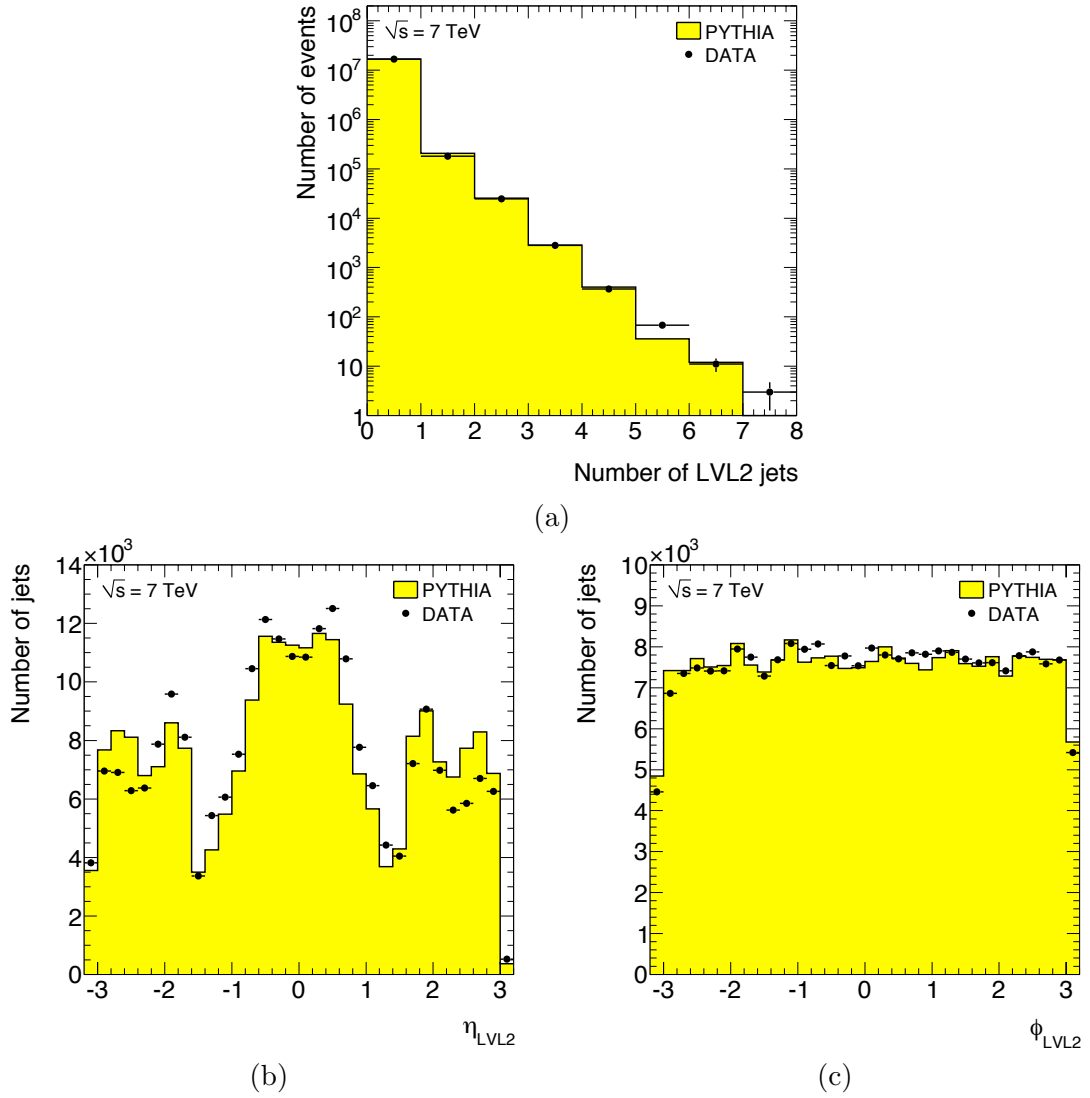 Number of events
10^8
10^7
10^6
10^5
10^4
10^3
10^2
10
1
√s = 7 TeV
PYTHIA
DATA
0 1 2 3 4 5 6 7 8
Number of LVL2 jets
(a)
Number of jets
×10^3
14
12
10
8
6
4
2
0
√s = 7 TeV
PYTHIA
DATA
-3 -2 -1 0 1 2 3
η_LVL2
(b)
Number of jets
×10^3
10
9
8
7
6
5
4
3
2
1
0
√s = 7 TeV
PYTHIA
DATA
-3 -2 -1 0 1 2 3
ϕ_LVL2
(c)